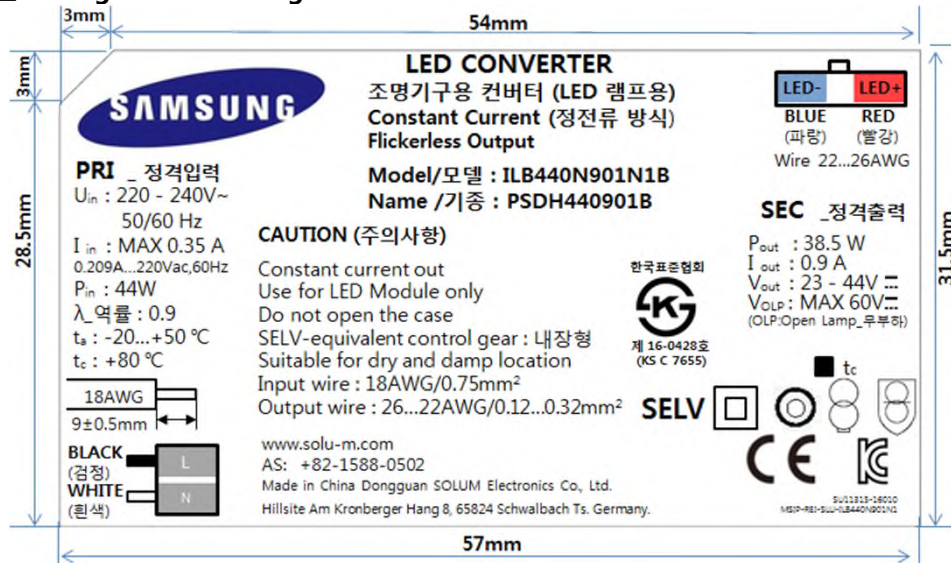 3mm
54mm
3mm
28.5mm
31.5mm
57mm
SAMSUNG
LED CONVERTER
조명기구용 컨버터 (LED 램프용)
Constant Current (정전류 방식)
Flickerless Output
Model/모델 : ILB440N901N1B
Name /기종 : PSDH440901B
LED- LED+
BLUE RED
(파랑) (빨강)
Wire 22...26AWG
PRI _ 정격입력
Uin : 220 - 240V~
50/60 Hz
I in : MAX 0.35 A
0.209A...220Vac,60Hz
Pin : 44W
λ_역률 : 0.9
ta : -20...+50 ℃
tc : +80 ℃
18AWG
9±0.5mm
BLACK
(검정)
WHITE
(흰색)
L
N
CAUTION (주의사항)
Constant current out
Use for LED Module only
Do not open the case
SELV-equivalent control gear : 내장형
Suitable for dry and damp location
Input wire : 18AWG/0.75mm²
Output wire : 26...22AWG/0.12...0.32mm²
www.solu-m.com
AS: +82-1588-0502
Made in China Dongguan SOLUM Electronics Co., Ltd.
Hillsite Am Kronberger Hang 8, 65824 Schwalbach Ts. Germany.
한국표준협회
제 16-0428호
(KS C 7655)
SEC _정격출력
Pout : 38.5 W
I out : 0.9 A
Vout : 23 - 44V
VOLP : MAX 60V
(OLP:Open Lamp_무부하)
tc
SELV
CE
SU11313-16010
MSIP-REI-SUJ-ILB440N901N1